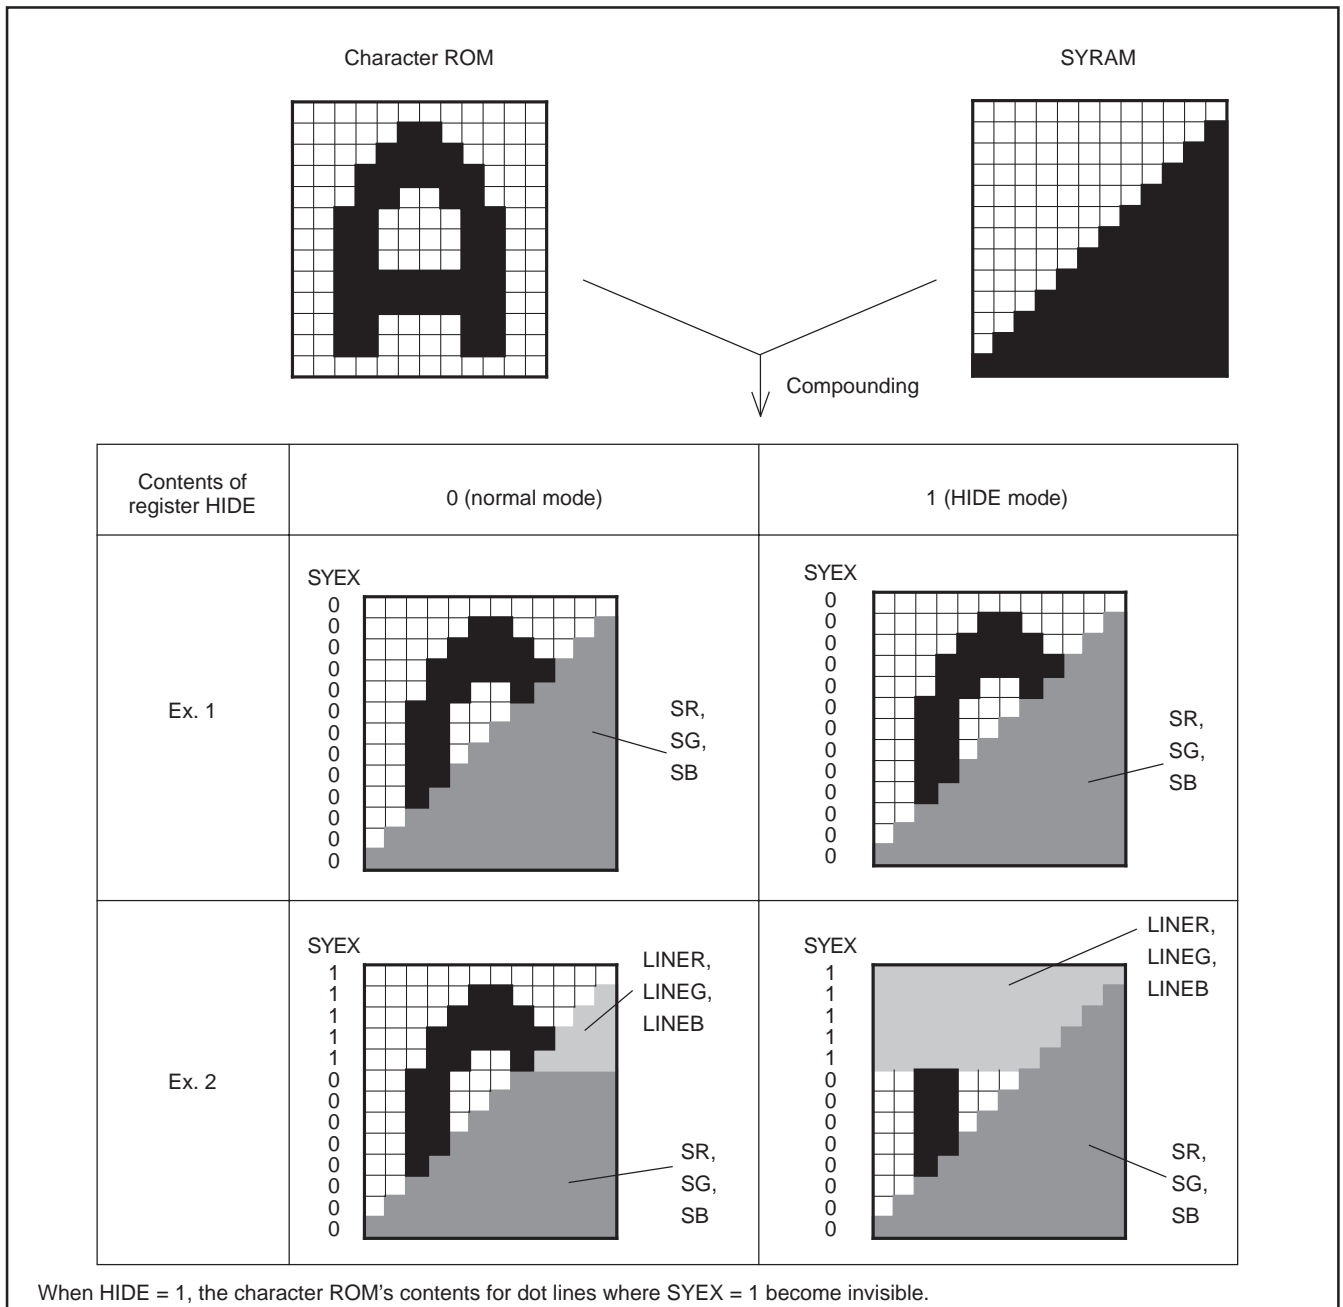 Character ROM
SYRAM
Compounding
Contents of
register HIDE
0 (normal mode)
1 (HIDE mode)
Ex. 1
SYEX
0
0
0
0
0
0
0
0
0
0
0
0
0
SR,
SG,
SB
SYEX
0
0
0
0
0
0
0
0
0
0
0
0
0
SR,
SG,
SB
Ex. 2
SYEX
1
1
1
1
1
0
0
0
0
0
0
0
0
LINER,
LINEG,
LINEB
SR,
SG,
SB
SYEX
1
1
1
1
1
0
0
0
0
0
0
0
0
LINER,
LINEG,
LINEB
SR,
SG,
SB
When HIDE = 1, the character ROM's contents for dot lines where SYEX = 1 become invisible.